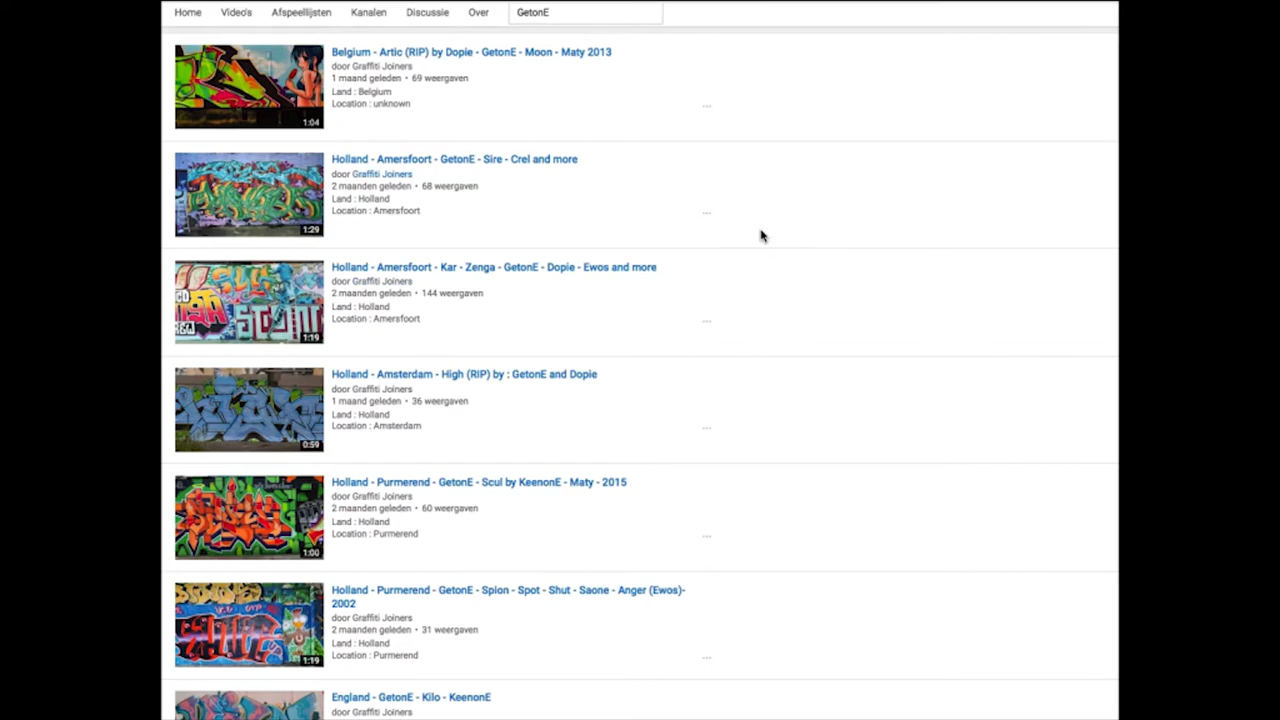 Home Video's Afspeellijsten Kanalen Discussie Over GetonE
Belgium - Artic (RIP) by Dopie - GetonE - Moon - Maty 2013
door Graffiti Joiners
1 maand geleden • 69 weergaven
Land : Belgium
Location : unknown
...
1:04
Holland - Amersfoort - GetonE - Sire - Crel and more
door Graffiti Joiners
2 maanden geleden • 68 weergaven
Land : Holland
Location : Amersfoort
...
1:29
Holland - Amersfoort - Kar - Zenga - GetonE - Dopie - Ewos and more
door Graffiti Joiners
2 maanden geleden • 144 weergaven
Land : Holland
Location : Amersfoort
...
1:19
Holland - Amsterdam - High (RIP) by : GetonE and Dopie
door Graffiti Joiners
1 maand geleden • 36 weergaven
Land : Holland
Location : Amsterdam
...
0:59
Holland - Purmerend - GetonE - Scul by KeenonE - Maty - 2015
door Graffiti Joiners
2 maanden geleden • 60 weergaven
Land : Holland
Location : Purmerend
...
1:00
Holland - Purmerend - GetonE - Spion - Spot - Shut - Saone - Anger (Ewos)-
2002
door Graffiti Joiners
2 maanden geleden • 31 weergaven
Land : Holland
Location : Purmerend
...
1:19
England - GetonE - Kilo - KeenonE
door Graffiti Joiners